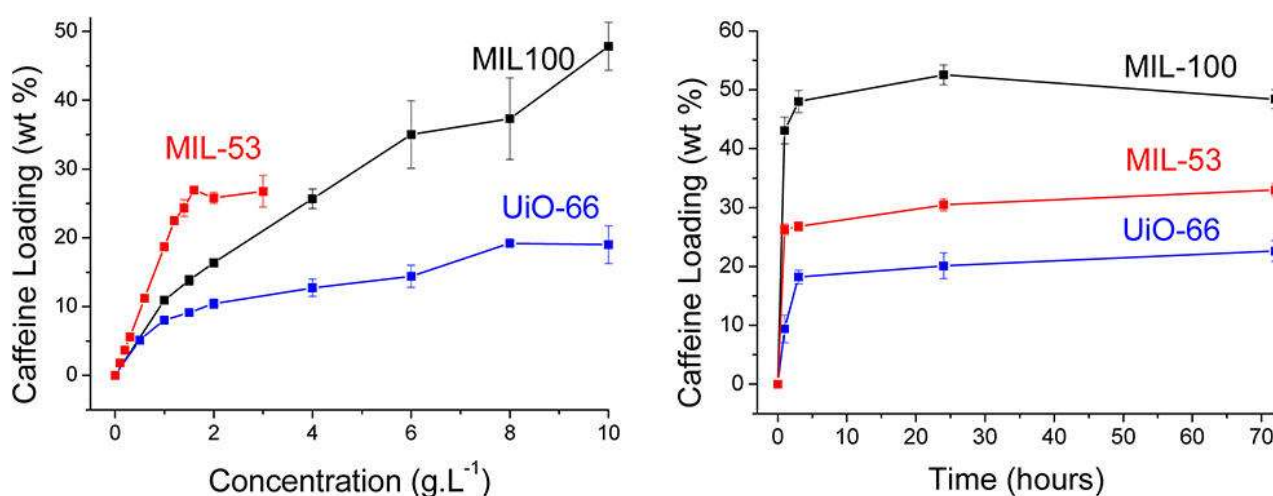 Caffeine Loading (wt %)
50
40
30
20
10
0
MIL100
MIL-53
UiO-66
0 2 4 6 8 10
Concentration (g.L⁻¹)
Caffeine Loading (wt %)
60
50
40
30
20
10
0
MIL-100
MIL-53
UiO-66
0 10 20 30 40 50 60 70
Time (hours)